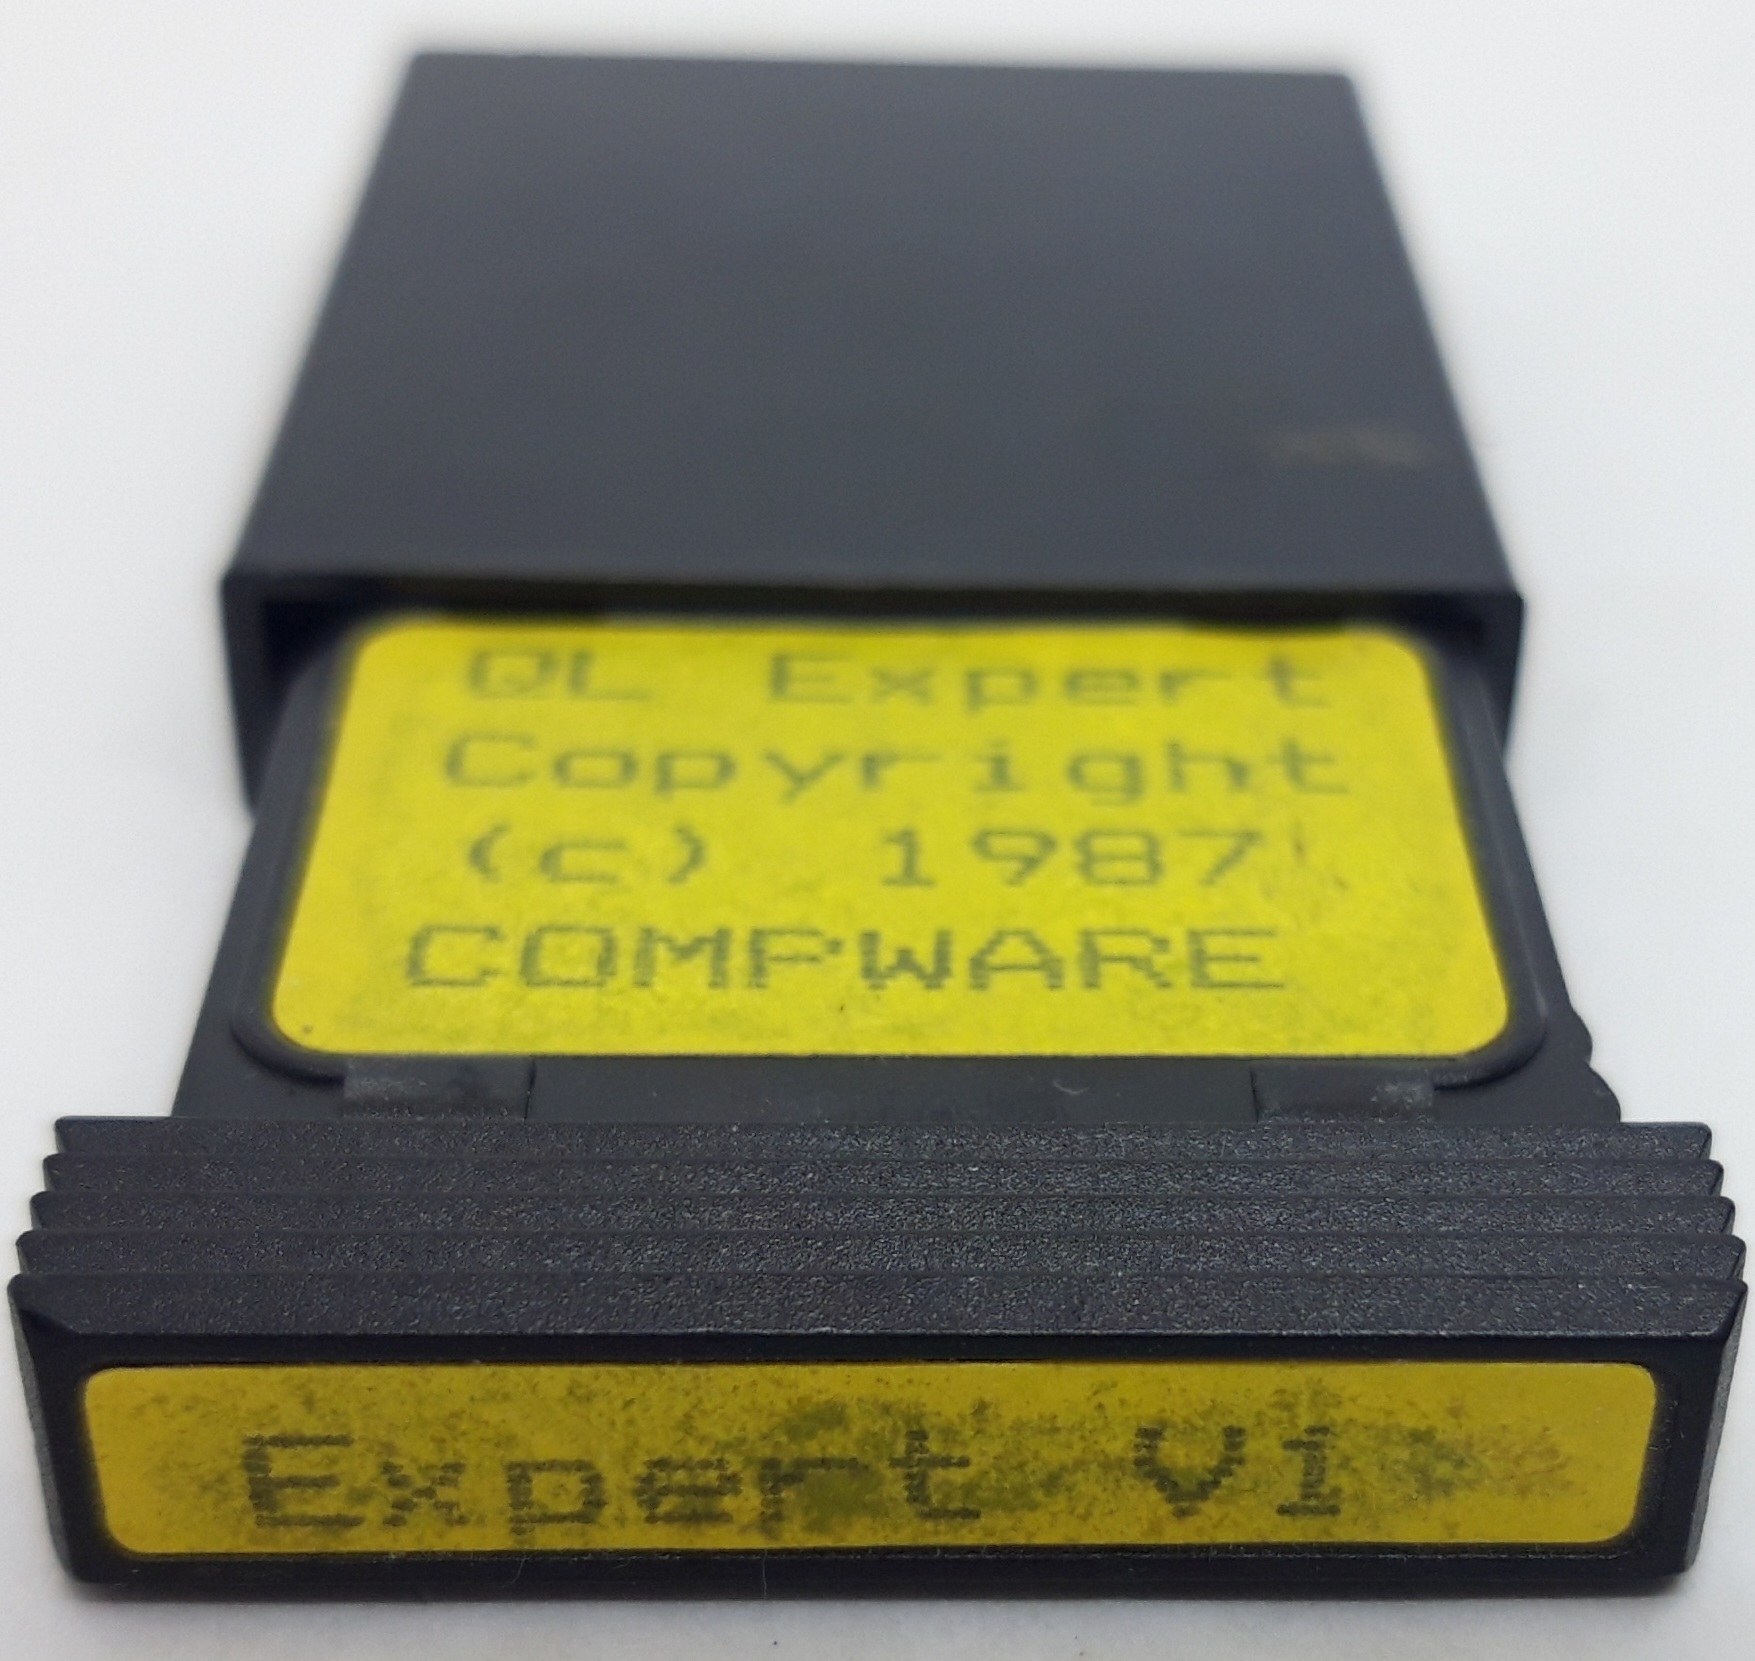 QL Expert
Copyright
(c) 1987
COMPWARE
Expert V1